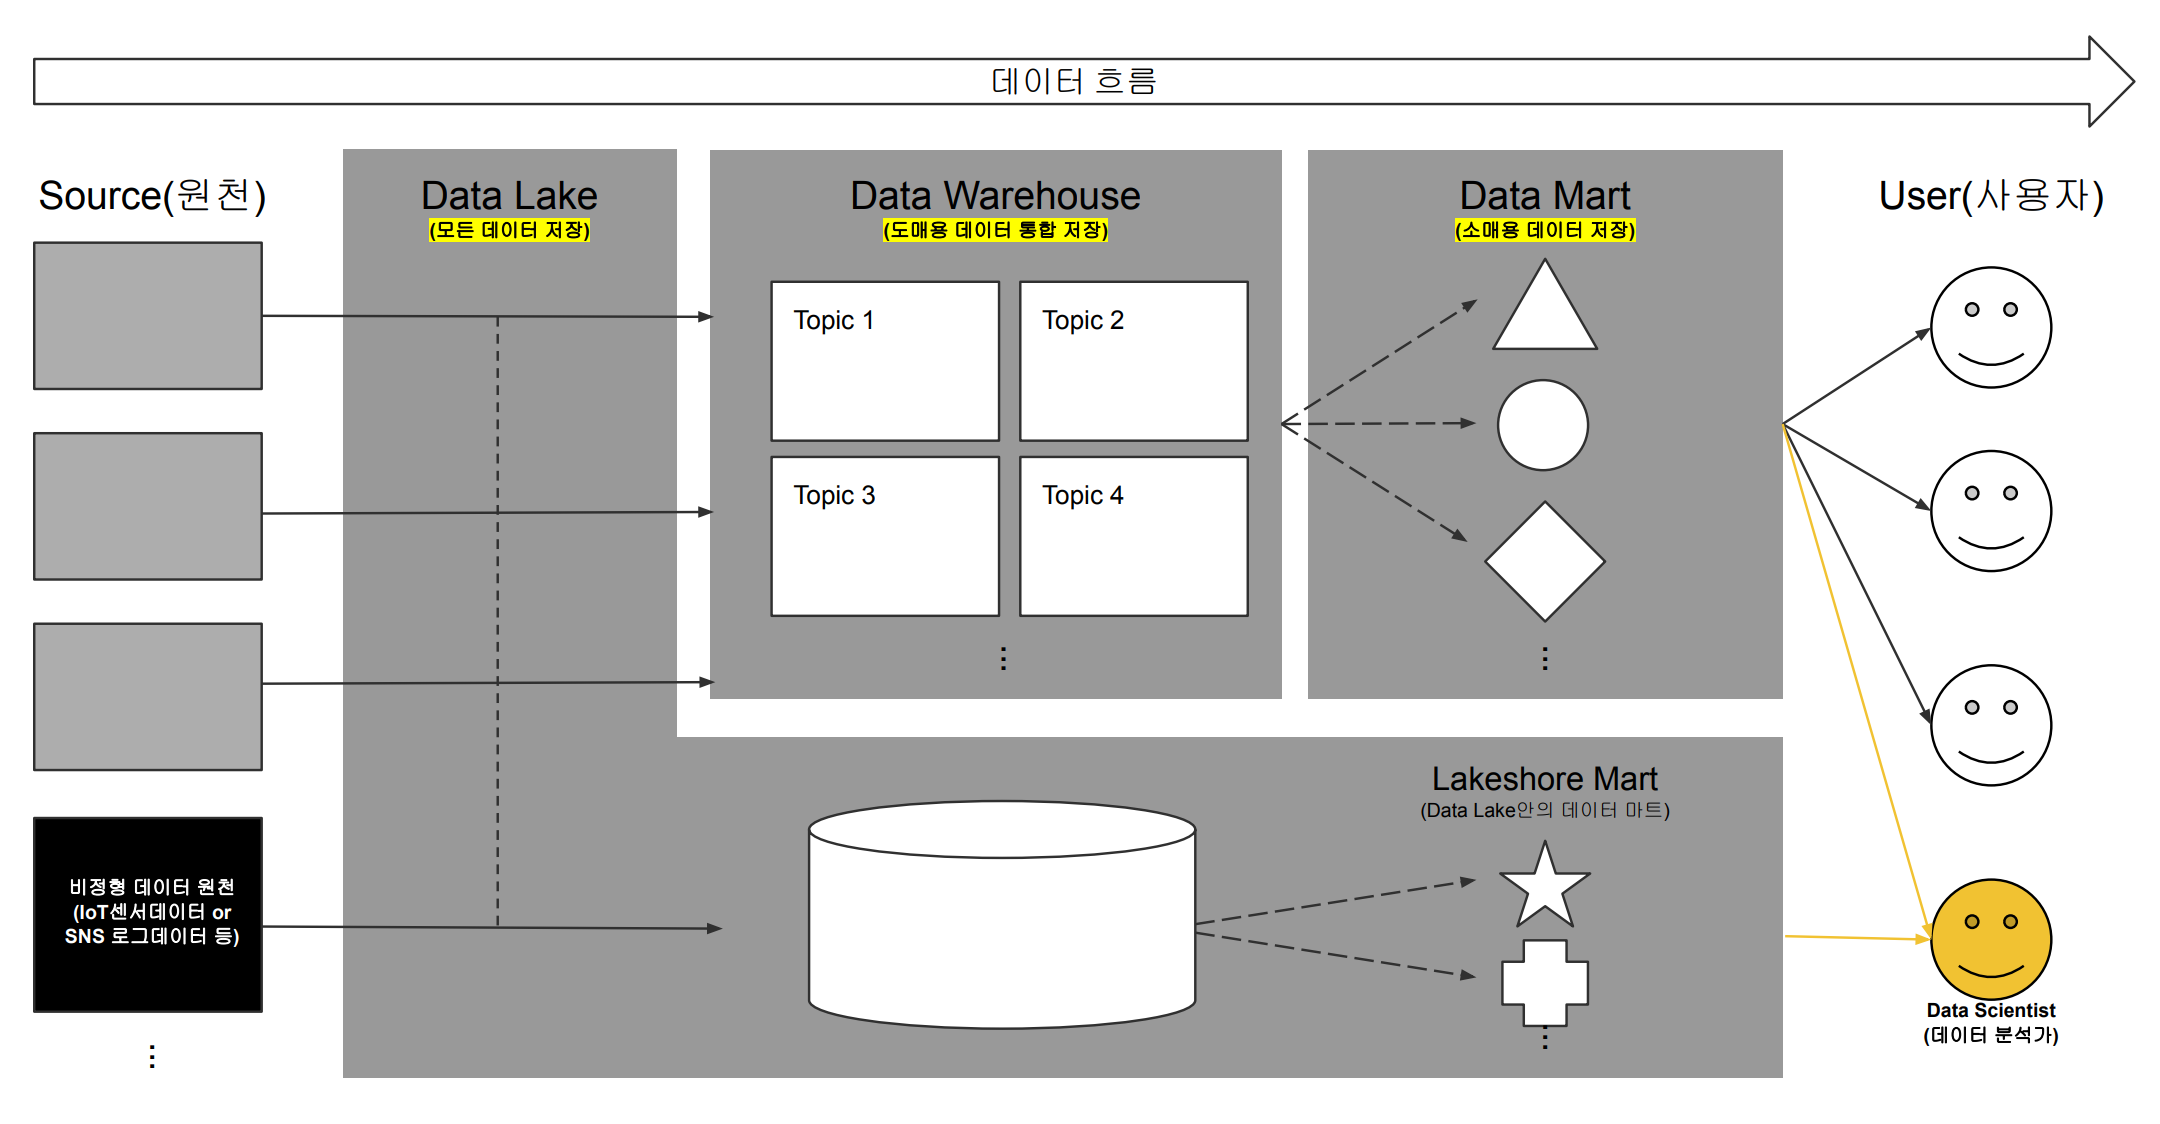 데이터 흐름
Source(원천)
Data Lake
(모든 데이터 저장)
Data Warehouse
(도매용 데이터 통합 저장)
Data Mart
(소매용 데이터 저장)
User(사용자)
Topic 1
Topic 2
Topic 3
Topic 4
Lakeshore Mart
(Data Lake안의 데이터 마트)
비정형 데이터 원천
(IoT센서데이터 or
SNS 로그데이터 등)
Data Scientist
(데이터 분석가)